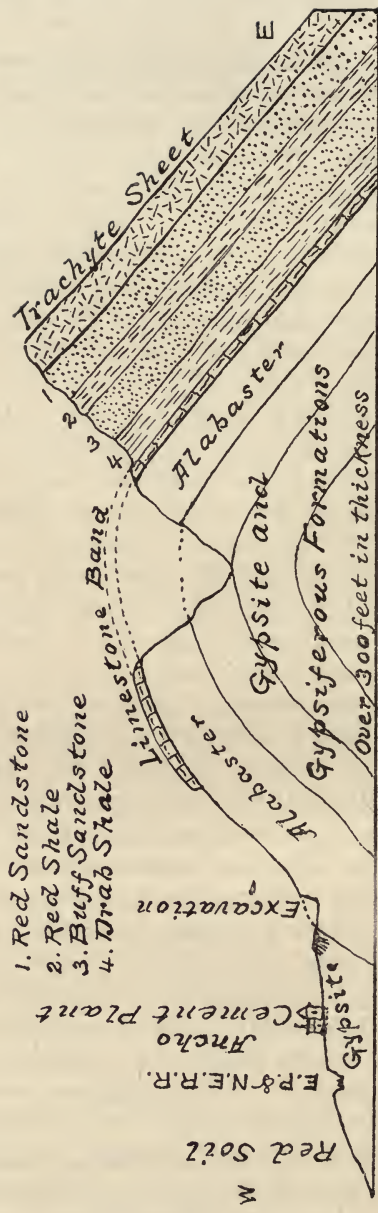 1. Red Sandstone
2. Red Shale
3. Buff Sandstone
4. Drab Shale
Trachyte Sheet
1
2
3
4
Limestone Band
Alabaster
Alabaster
Gypsite and
Gypsiferous Formations
Over 300 feet in thickness
Excavation
Ancho
Cement Plant
E.P. & N.E.R.R.
Red Soil
Gypsite
W
E